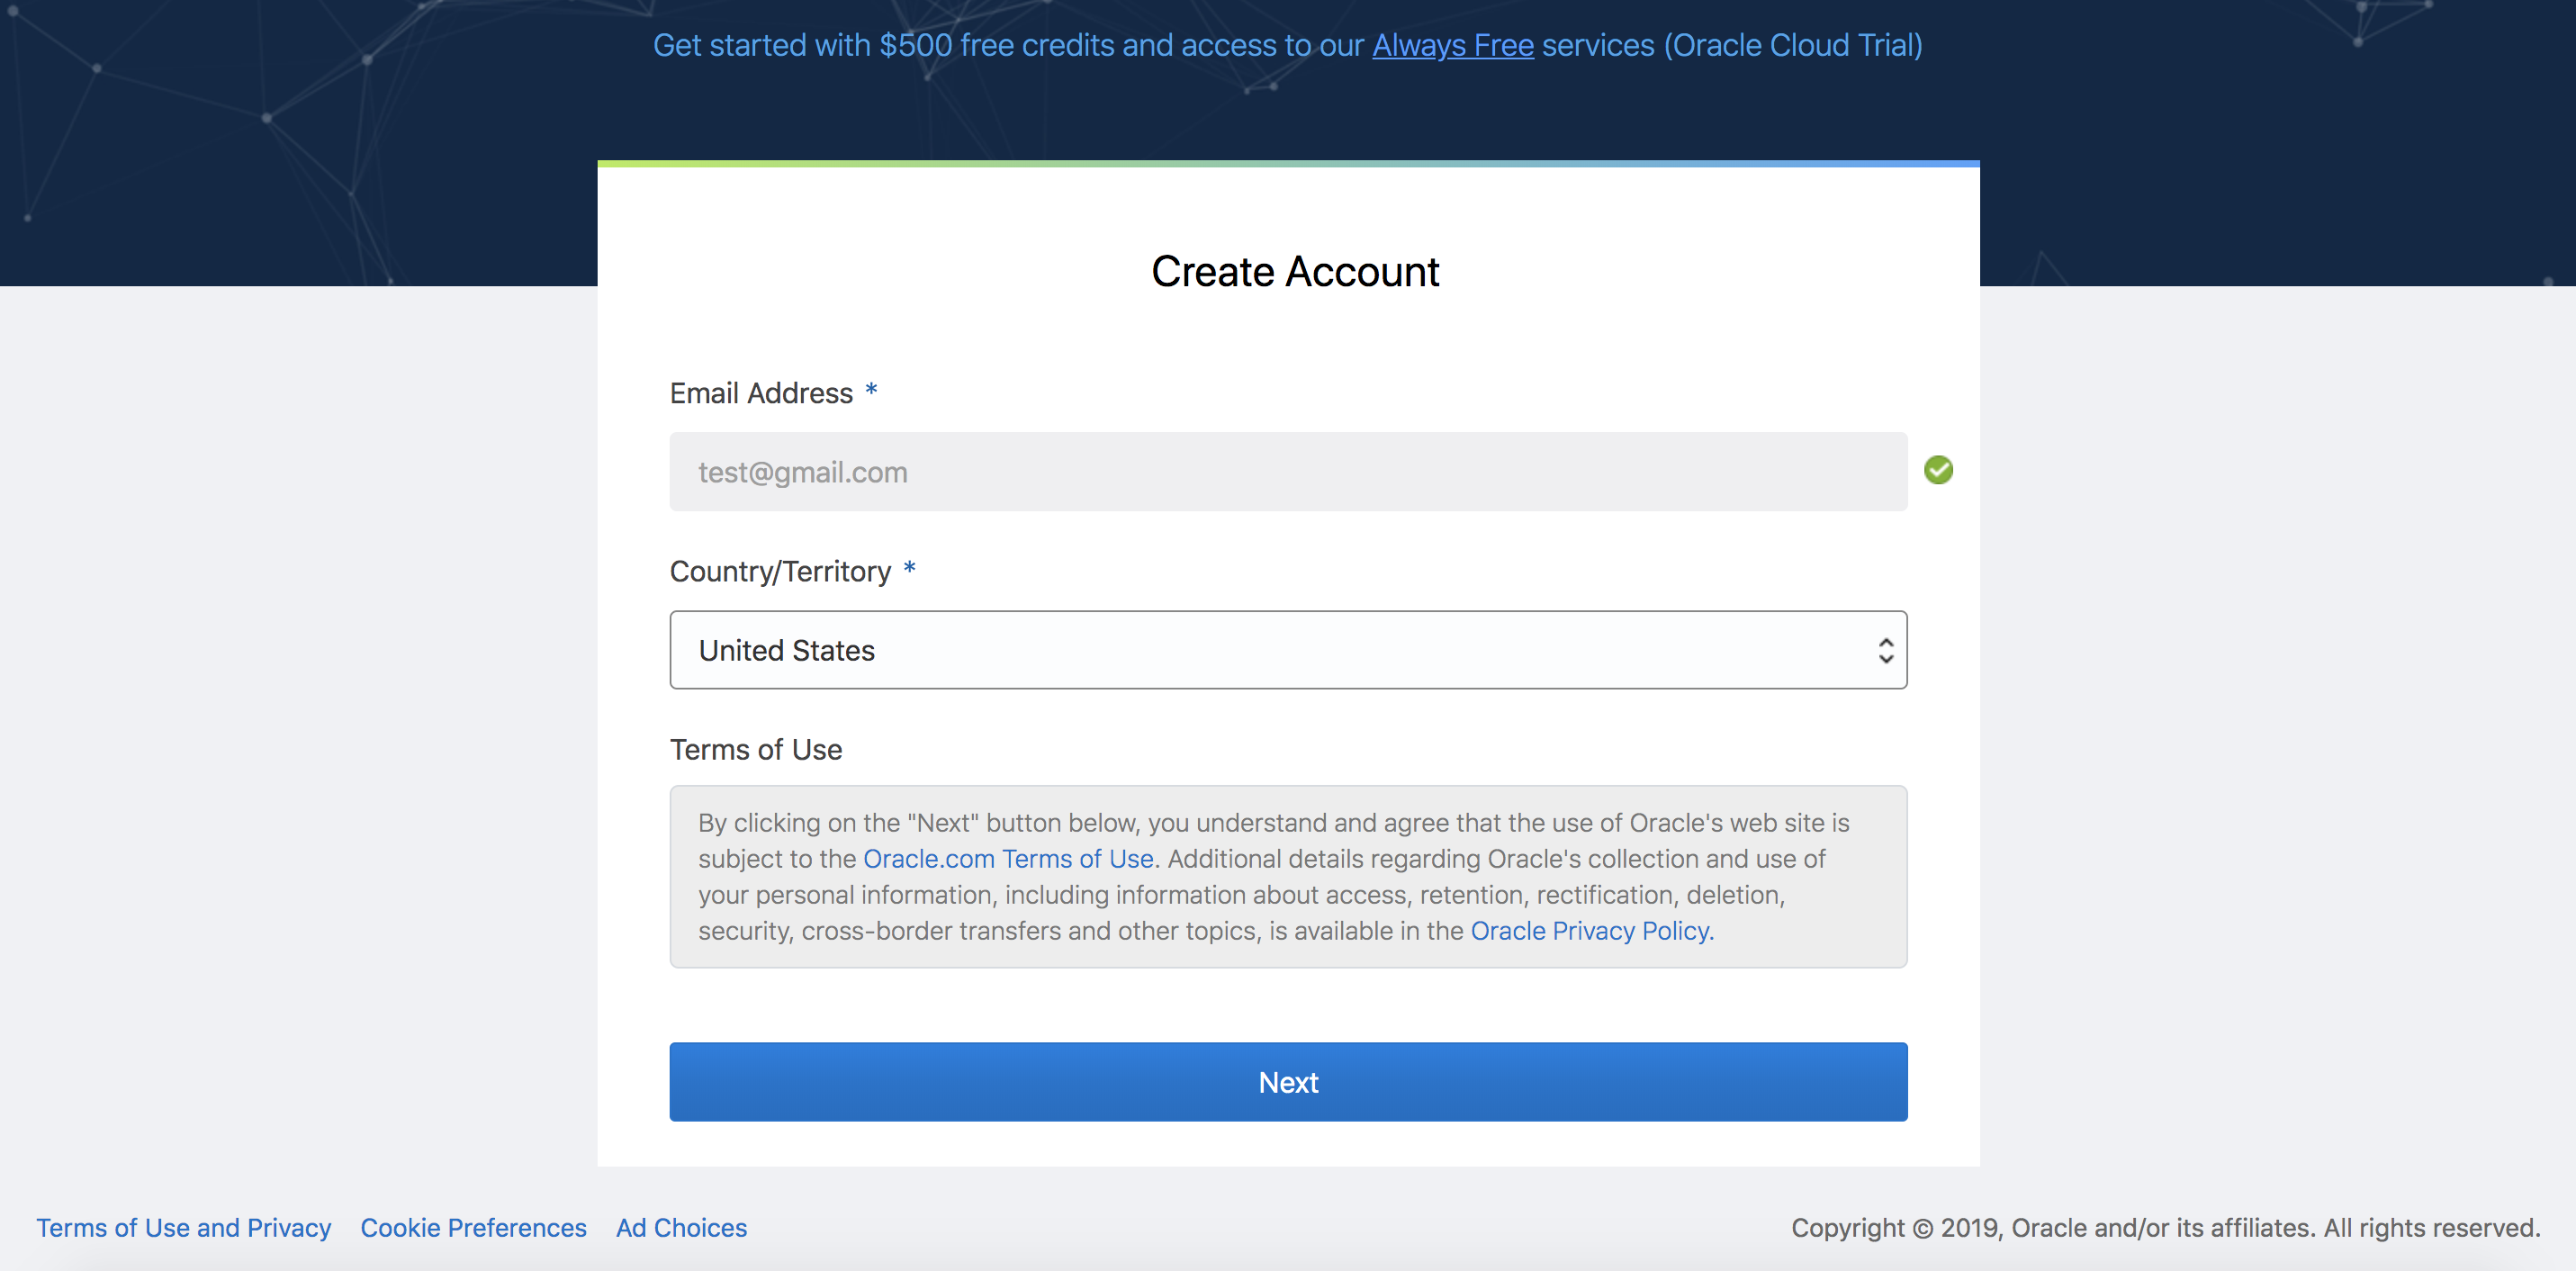 Get started with $500 free credits and access to our Always Free services (Oracle Cloud Trial)
Create Account
Email Address *
test@gmail.com
Country/Territory *
United States
Terms of Use
By clicking on the "Next" button below, you understand and agree that the use of Oracle's web site is
subject to the Oracle.com Terms of Use. Additional details regarding Oracle's collection and use of
your personal information, including information about access, retention, rectification, deletion,
security, cross-border transfers and other topics, is available in the Oracle Privacy Policy.
Next
Terms of Use and Privacy Cookie Preferences Ad Choices
Copyright © 2019, Oracle and/or its affiliates. All rights reserved.